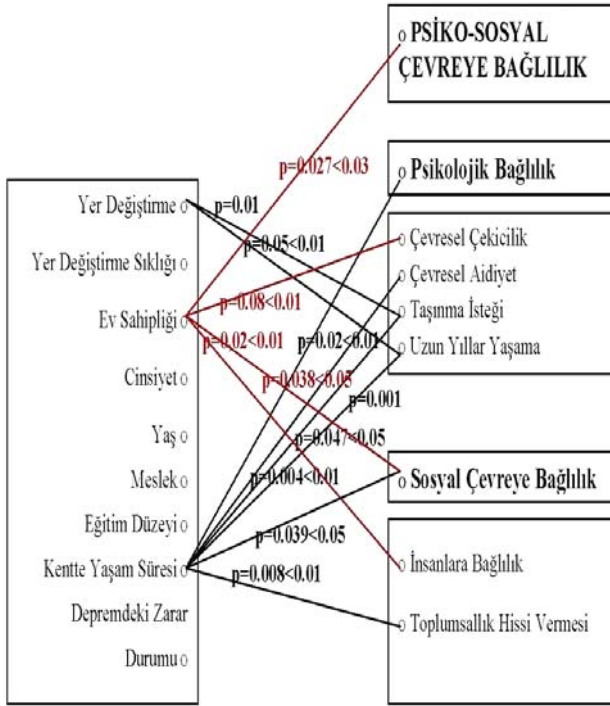 PSİKO-SOSYAL
ÇEVREYE BAĞLILIK
p=0.027<0.03
Psikolojik Bağlılık
Yer Değiştirme
p=0.01
p=0.05<0.01
Çevresel Çekicilik
Yer Değiştirme Sıklığı
Çevresel Aidiyet
p=0.08<0.01
Taşınma İsteği
Ev Sahipliği
p=0.02<0.01
p=0.02<0.01
Uzun Yıllar Yaşama
Cinsiyet
p=0.038<0.05
p=0.001
Yaş
p=0.047<0.05
Meslek
p=0.004<0.01
Sosyal Çevreye Bağlılık
Eğitim Düzeyi
p=0.039<0.05
Kentte Yaşam Süresi
p=0.008<0.01
İnsanlara Bağlılık
Depremdeki Zarar
Toplumsallık Hissi Vermesi
Durumu